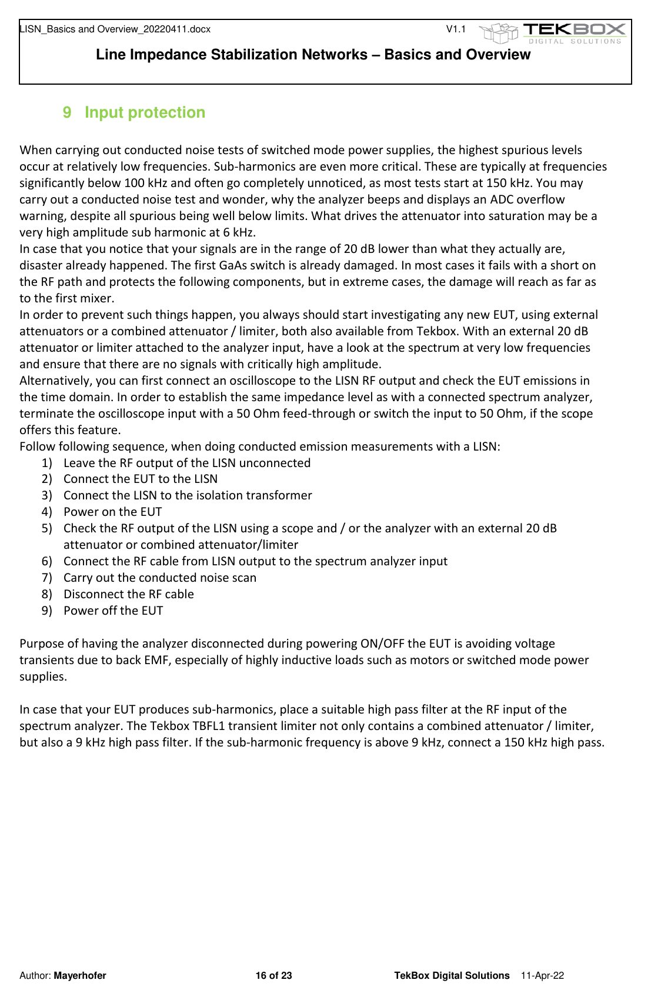 LISN_Basics and Overview_20220411.docx V1.1 TEKBOX
DIGITAL SOLUTIONS
Line Impedance Stabilization Networks – Basics and Overview
9 Input protection
When carrying out conducted noise tests of switched mode power supplies, the highest spurious levels
occur at relatively low frequencies. Sub-harmonics are even more critical. These are typically at frequencies
significantly below 100 kHz and often go completely unnoticed, as most tests start at 150 kHz. You may
carry out a conducted noise test and wonder, why the analyzer beeps and displays an ADC overflow
warning, despite all spurious being well below limits. What drives the attenuator into saturation may be a
very high amplitude sub harmonic at 6 kHz.
In case that you notice that your signals are in the range of 20 dB lower than what they actually are,
disaster already happened. The first GaAs switch is already damaged. In most cases it fails with a short on
the RF path and protects the following components, but in extreme cases, the damage will reach as far as
to the first mixer.
In order to prevent such things happen, you always should start investigating any new EUT, using external
attenuators or a combined attenuator / limiter, both also available from Tekbox. With an external 20 dB
attenuator or limiter attached to the analyzer input, have a look at the spectrum at very low frequencies
and ensure that there are no signals with critically high amplitude.
Alternatively, you can first connect an oscilloscope to the LISN RF output and check the EUT emissions in
the time domain. In order to establish the same impedance level as with a connected spectrum analyzer,
terminate the oscilloscope input with a 50 Ohm feed-through or switch the input to 50 Ohm, if the scope
offers this feature.
Follow following sequence, when doing conducted emission measurements with a LISN:
1) Leave the RF output of the LISN unconnected
2) Connect the EUT to the LISN
3) Connect the LISN to the isolation transformer
4) Power on the EUT
5) Check the RF output of the LISN using a scope and / or the analyzer with an external 20 dB
attenuator or combined attenuator/limiter
6) Connect the RF cable from LISN output to the spectrum analyzer input
7) Carry out the conducted noise scan
8) Disconnect the RF cable
9) Power off the EUT
Purpose of having the analyzer disconnected during powering ON/OFF the EUT is avoiding voltage
transients due to back EMF, especially of highly inductive loads such as motors or switched mode power
supplies.
In case that your EUT produces sub-harmonics, place a suitable high pass filter at the RF input of the
spectrum analyzer. The Tekbox TBFL1 transient limiter not only contains a combined attenuator / limiter,
but also a 9 kHz high pass filter. If the sub-harmonic frequency is above 9 kHz, connect a 150 kHz high pass.
Author: Mayerhofer 16 of 23 TekBox Digital Solutions 11-Apr-22